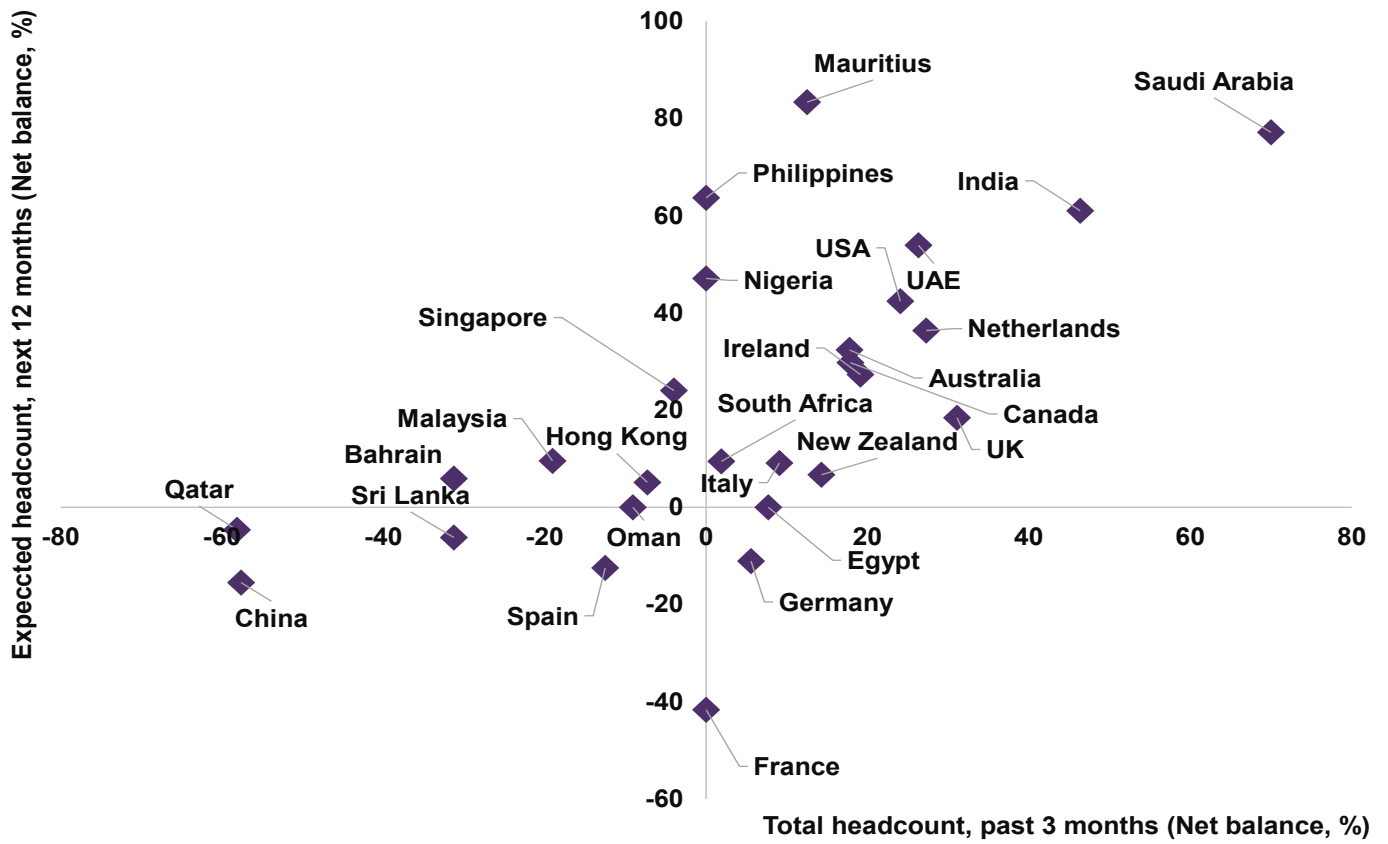 Expeccted headcount, next 12 months (Net balance, %)
100
Mauritius
Saudi Arabia
80
Philippines
India
60
USA
UAE
Nigeria
Singapore
40
Netherlands
Ireland
Australia
20
South Africa
Canada
Malaysia
Hong Kong
New Zealand
UK
Bahrain
Italy
Qatar
Sri Lanka
0
-80
-60
-40
-20
0
20
40
60
80
Oman
Egypt
China
Spain
-20
Germany
-40
France
-60
Total headcount, past 3 months (Net balance, %)